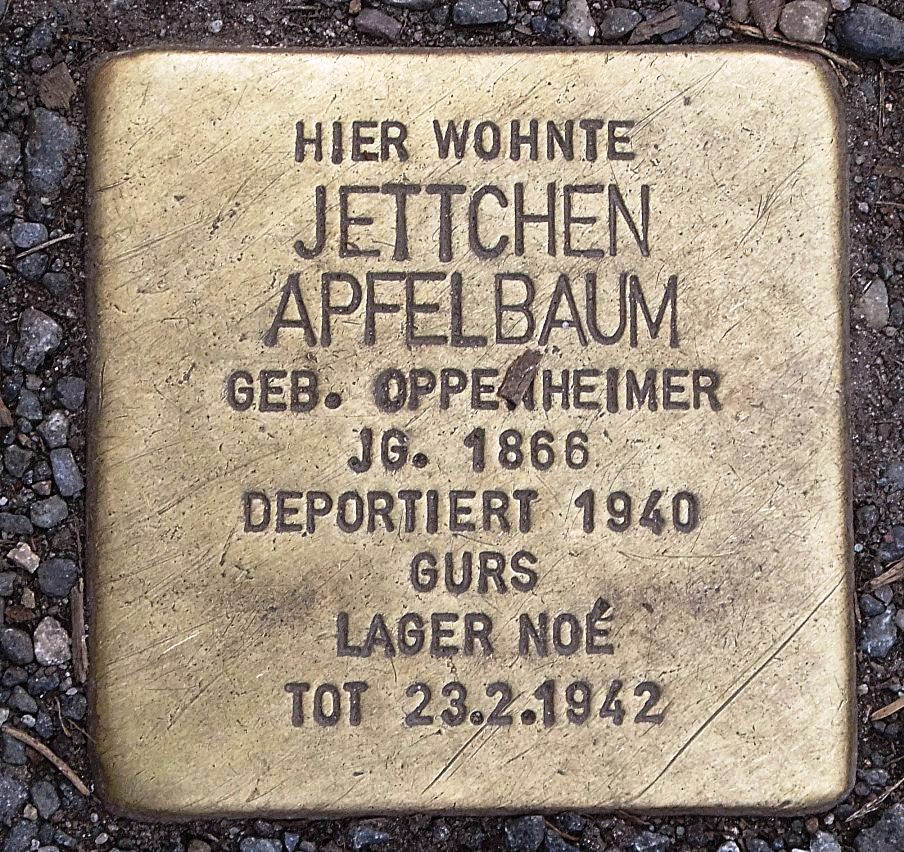 HIER WOHNTE
JETTCHEN
APFELBAUM
GEB. OPPENHEIMER
JG. 1866
DEPORTIERT 1940
GURS
LAGER NOÉ
TOT 23.2.1942